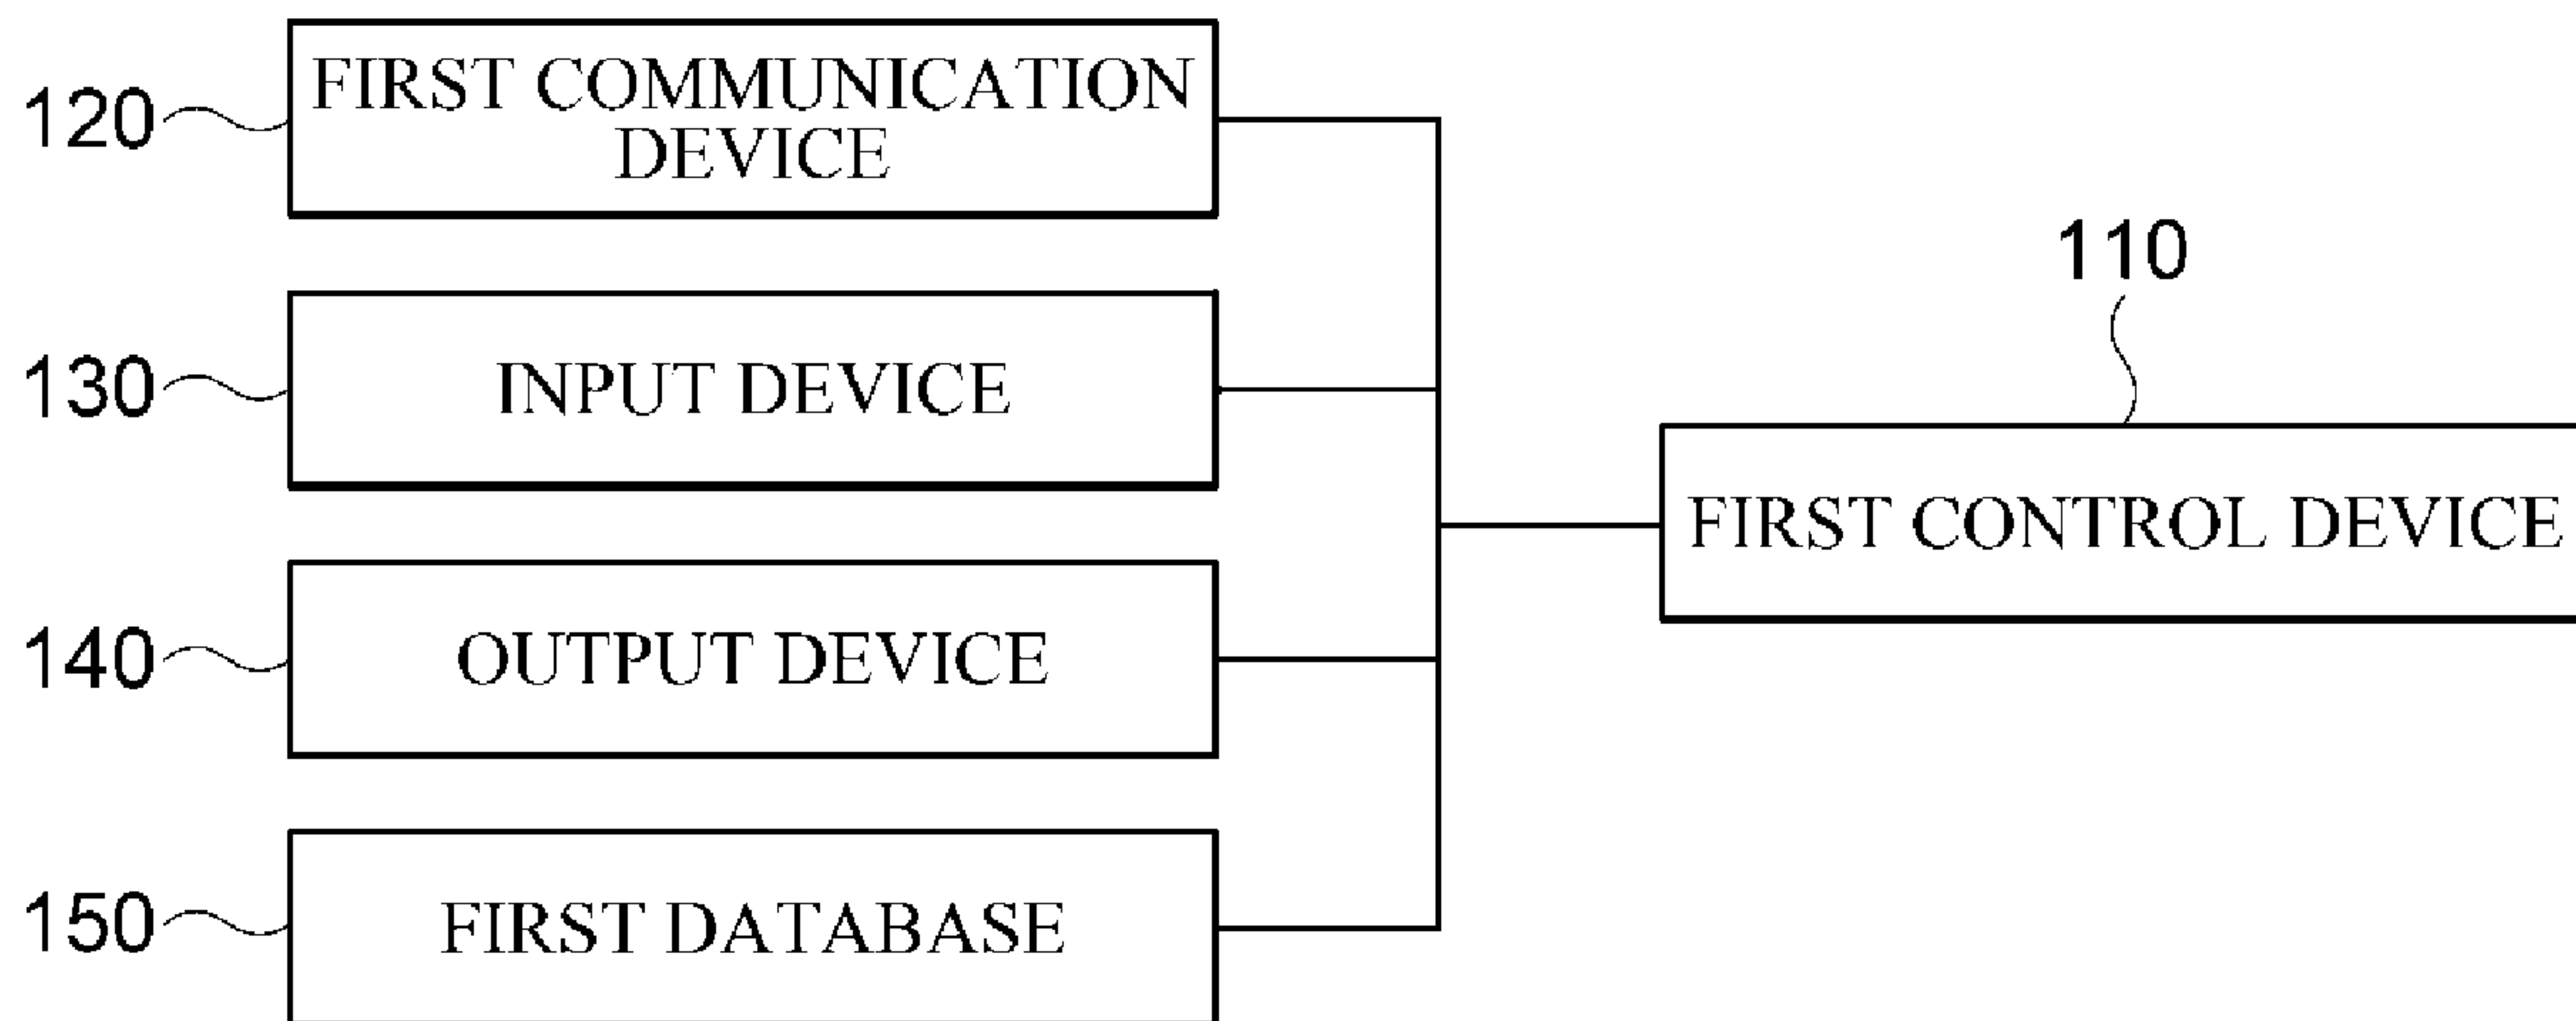 120
FIRST COMMUNICATION
DEVICE
110
130
INPUT DEVICE
FIRST CONTROL DEVICE
140
OUTPUT DEVICE
150
FIRST DATABASE